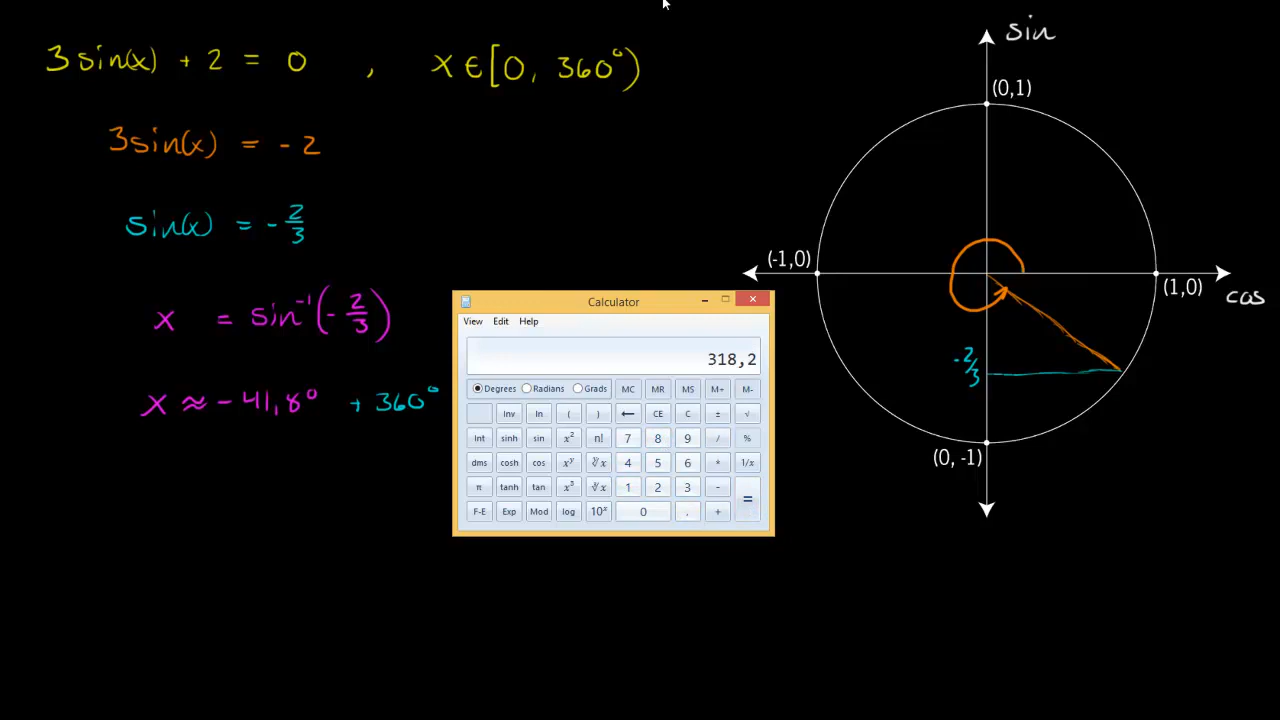 3sin(x) + 2 = 0 , x ∈ [0, 360°)
3sin(x) = -2
sin(x) = -2/3
x = sin⁻¹(-2/3)
x ≈ -41,8° + 360°
Calculator
View Edit Help
318,2
Degrees Radians Grads MC MR MS M+ M-
Inv ln ( ) ← CE C ± √
Int sinh sin x² n! 7 8 9 / %
dms cosh cos xʸ ʸ√x 4 5 6 * 1/x
π tanh tan x³ ³√x 1 2 3 - =
F-E Exp Mod log 10ˣ 0 . +
sin
(0,1)
(-1,0)
(1,0)
cos
-2/3
(0, -1)